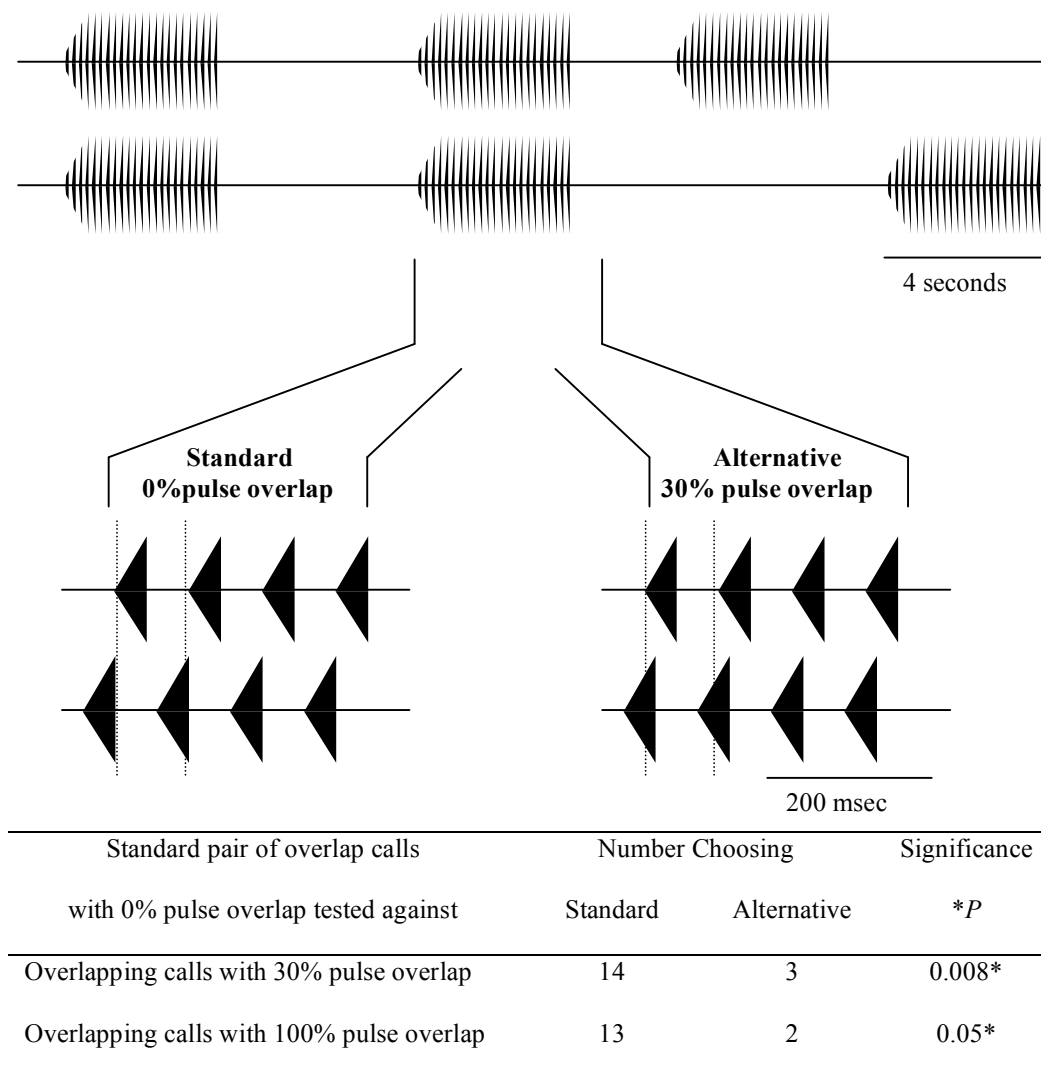 4 seconds
Standard
0%pulse overlap
Alternative
30% pulse overlap
200 msec
Standard pair of overlap calls Number Choosing Significance
with 0% pulse overlap tested against Standard Alternative *P
Overlapping calls with 30% pulse overlap 14 3 0.008*
Overlapping calls with 100% pulse overlap 13 2 0.05*